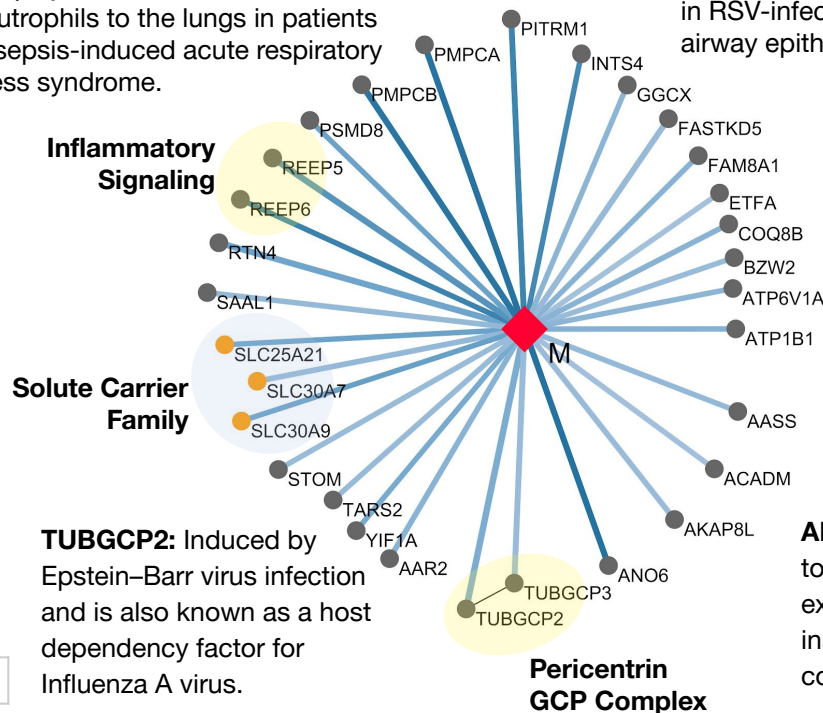 utrophils to the lungs in patients
sepsis-induced acute respiratory
ess syndrome.
in RSV-infec
airway epith
PITRM1
PMPCA
INTS4
PMPCB
GGCX
PSMD8
FASTKD5
Inflammatory
Signaling
REEP5
FAM8A1
REEP6
ETFA
COQ8B
RTN4
BZW2
SAAL1
ATP6V1A
ATP1B1
M
SLC25A21
Solute Carrier
Family
SLC30A7
SLC30A9
AASS
STOM
ACADM
TARS2
AKAP8L
YIF1A
AAR2
ANO6
TUBGCP3
TUBGCP2
TUBGCP2: Induced by
Epstein–Barr virus infection
and is also known as a host
dependency factor for
Influenza A virus.
to
ex
in
co
Pericentrin
GCP Complex